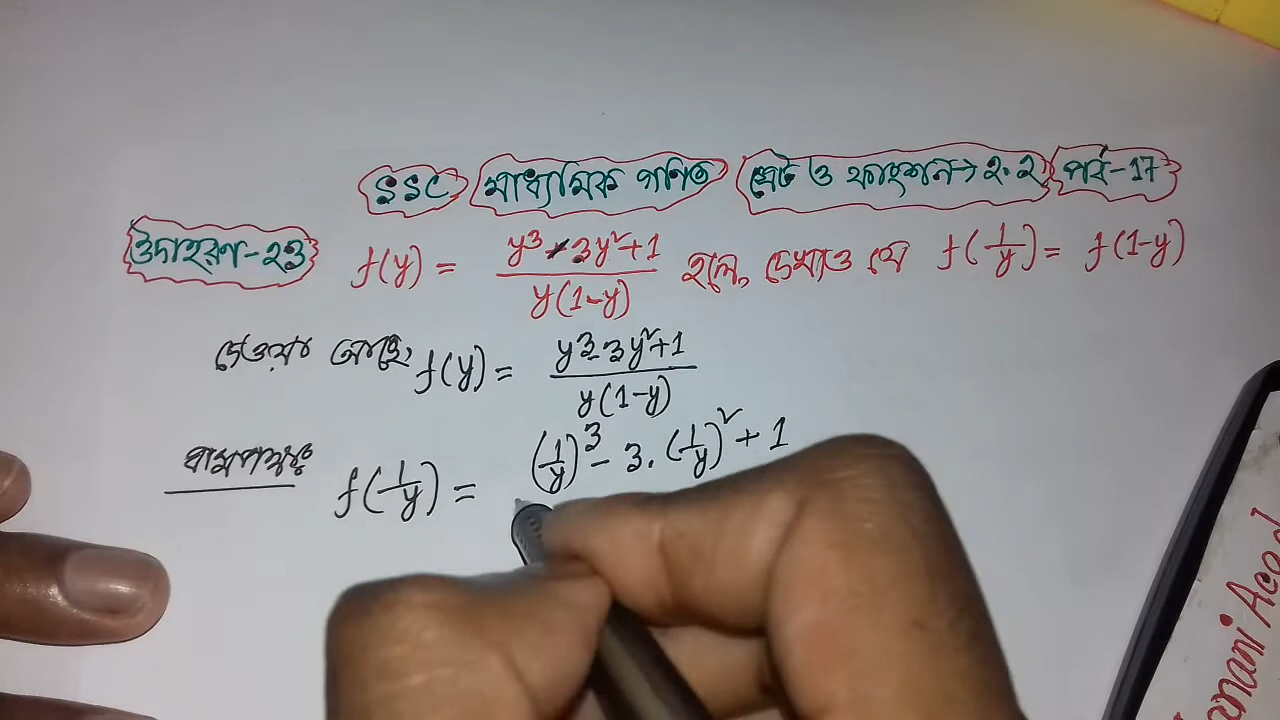 SSC মাধ্যমিক গণিত সেট ও ফাংশন→ ২.২ পর্ব-17
উদাহরণ-২৩ f(y) = (y³-3y²+1)/(y(1-y)) হলে, দেখাও যে f(1/y) = f(1-y)
দেওয়া আছে, f(y) = (y³-3y²+1)/(y(1-y))
বামপক্ষঃ f(1/y) = (1/y)³ - 3.(1/y)² + 1